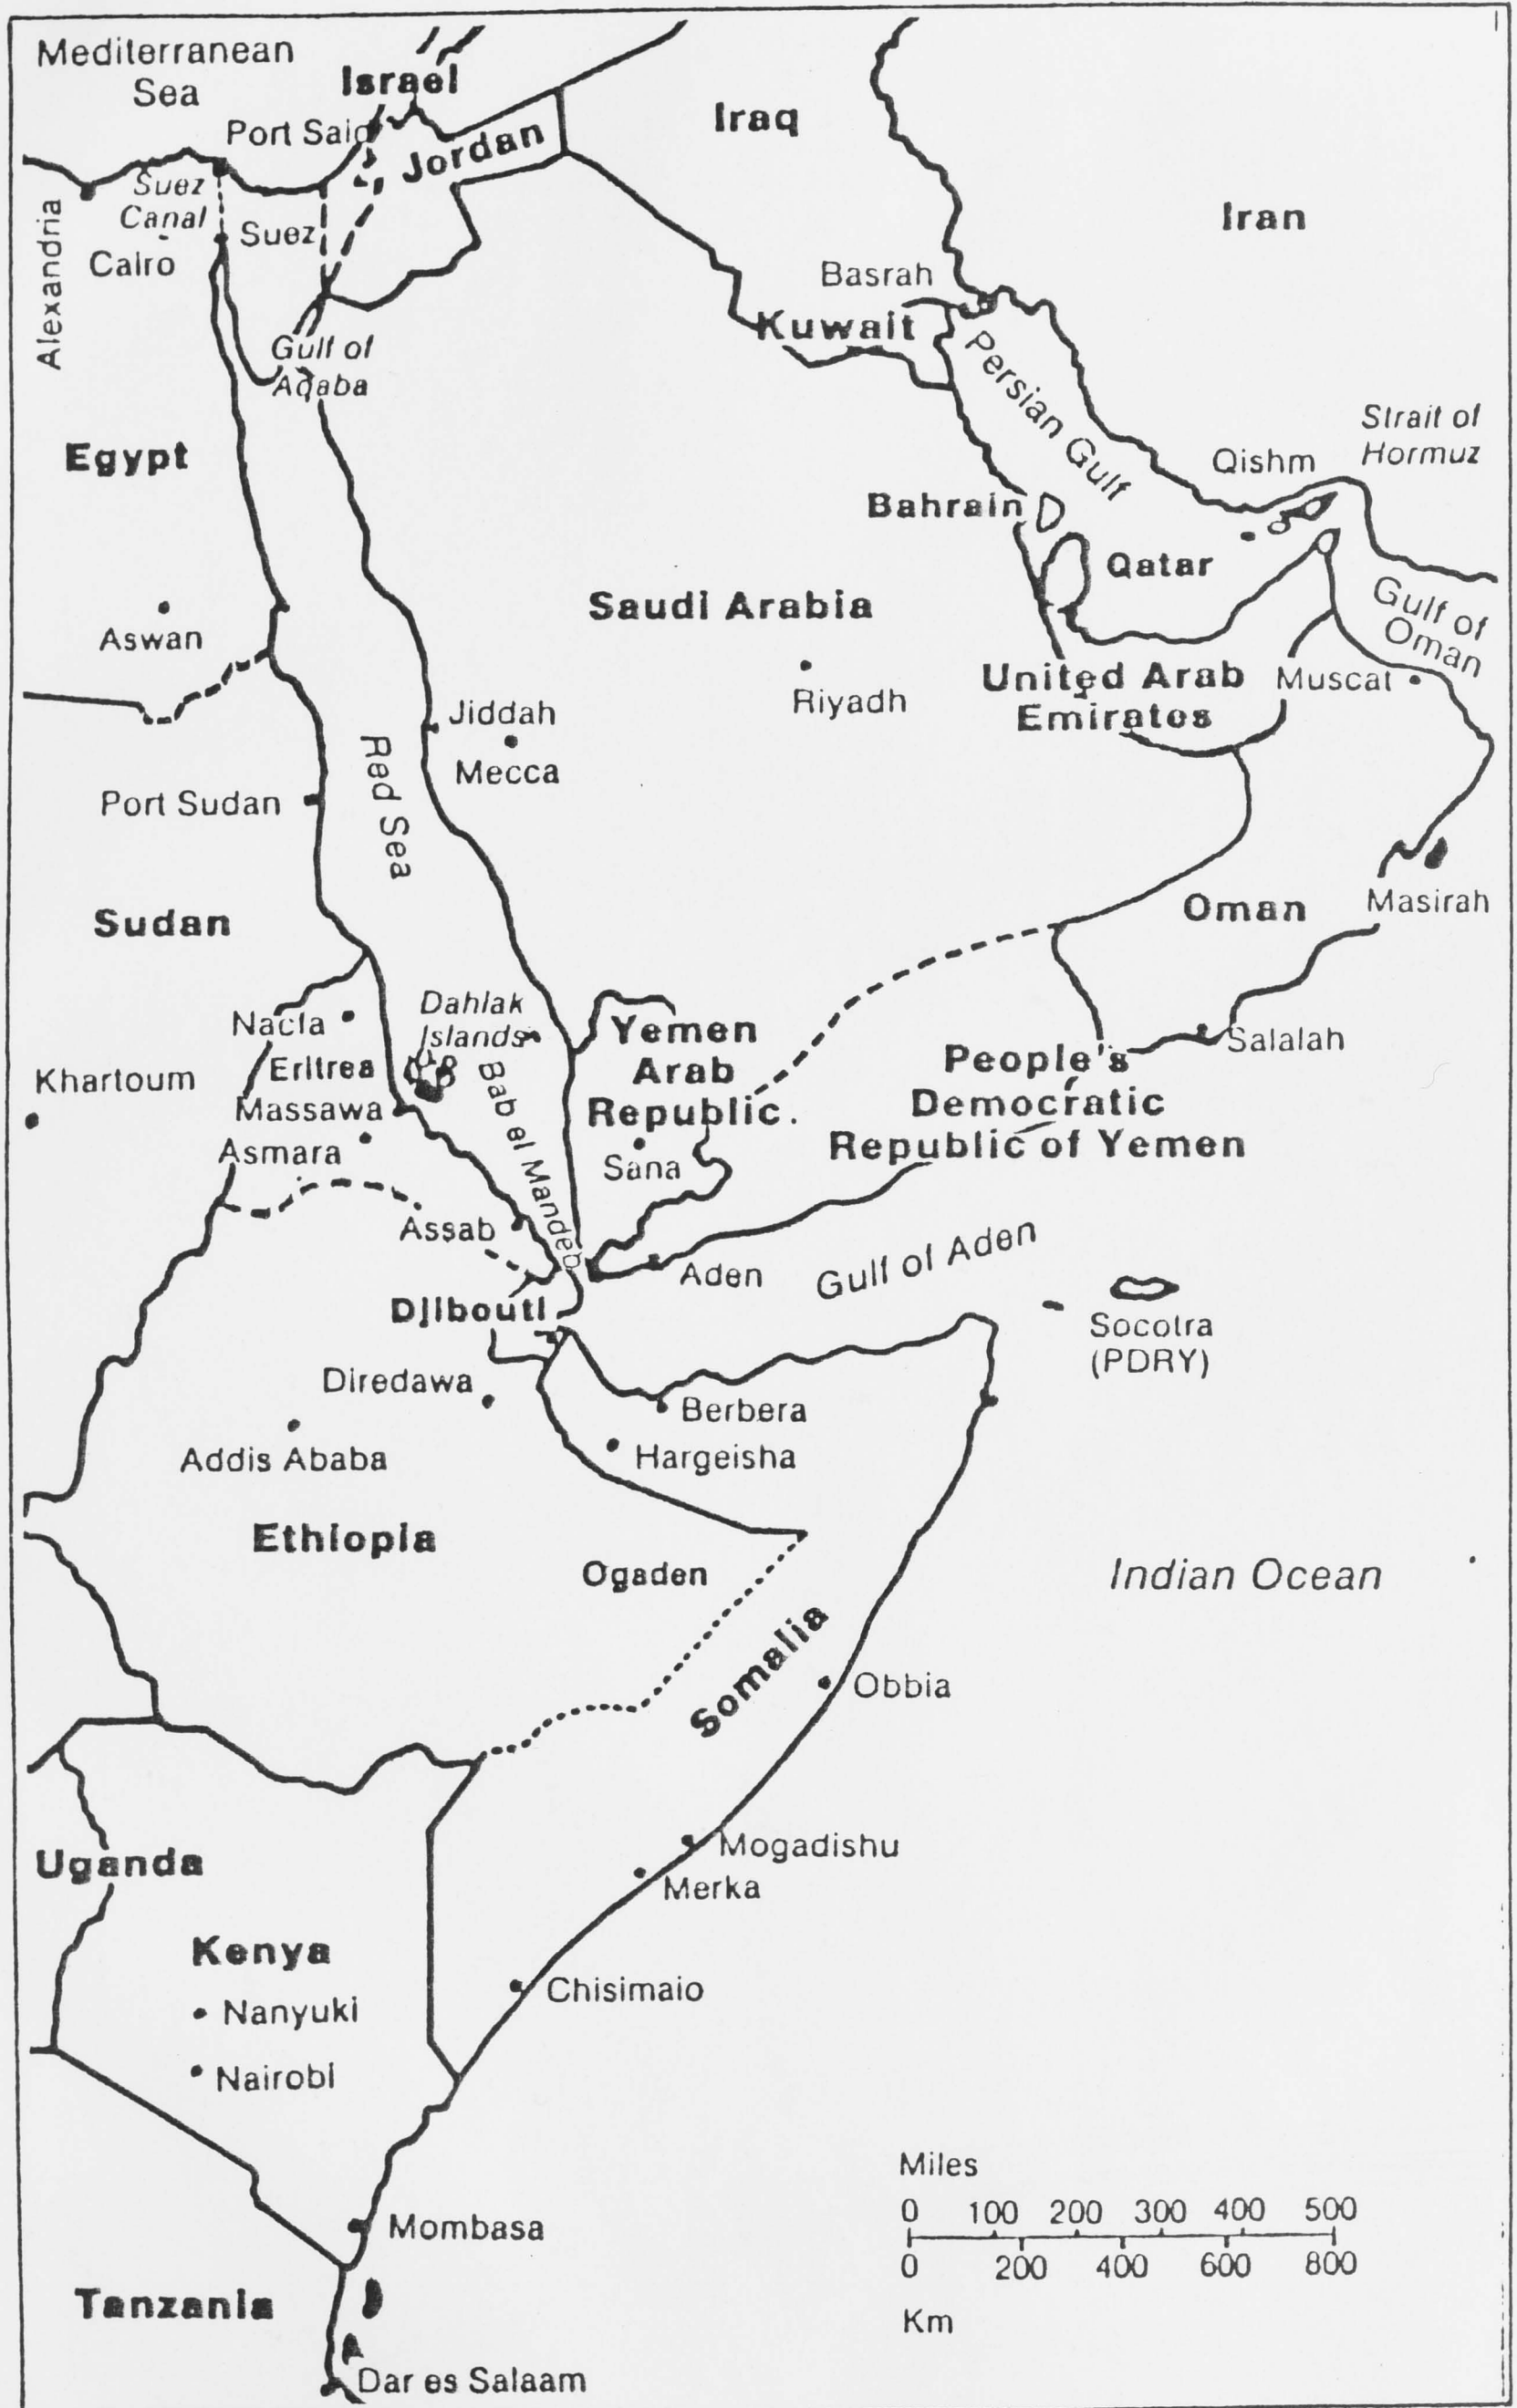 Mediterranean
Sea
Israel
Port Said
Jordan
Iraq
Iran
Suez
Canal
Suez
Alexandria
Cairo
Basrah
Kuwait
Gulf of
Aqaba
Persian Gulf
Strait of
Hormuz
Qishm
Egypt
Bahrain
Qatar
Saudi Arabia
Gulf of
Oman
Aswan
Riyadh
United Arab
Emirates
Muscat
Jiddah
Mecca
Red Sea
Port Sudan
Sudan
Oman
Masirah
Nacfa
Dahlak
Islands
Yemen
Arab
Republic.
Eritrea
Khartoum
Massawa
Asmara
Bab el Mandeb
Sana
Salalah
People's
Democratic
Republic of Yemen
Assab
Aden
Gulf of Aden
Djibouti
Socotra
(PDRY)
Diredawa
Berbera
Addis Ababa
Hargeisha
Ethiopia
Ogaden
Indian Ocean
Somalia
Obbia
Mogadishu
Merka
Uganda
Kenya
Chisimaio
Nanyuki
Nairobi
Mombasa
Tanzania
Dar es Salaam
Miles
0 100 200 300 400 500
0 200 400 600 800
Km